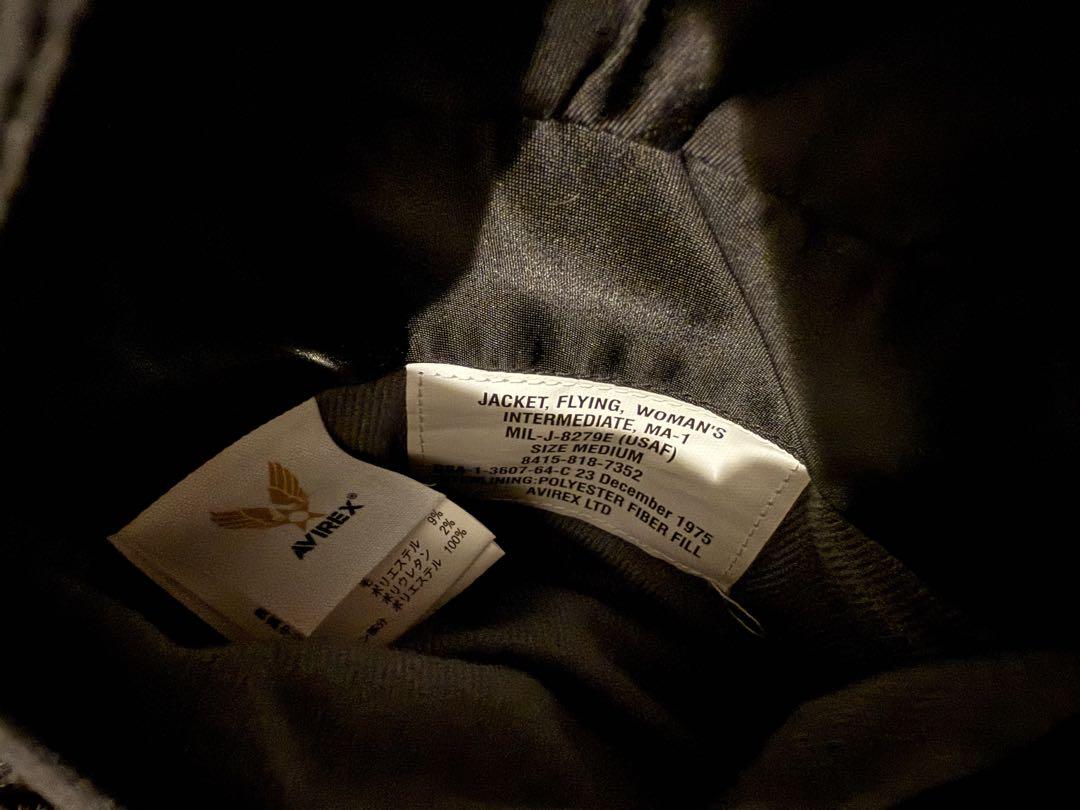 JACKET, FLYING, WOMAN'S
INTERMEDIATE, MA-1
MIL-J-8279E (USAF)
SIZE MEDIUM
8415-818-7352
-1-3607-64-C 23 December 1975
POLYESTER FIBER FILL
AVIREX LTD
AVIREX®
9%
ポリエステル 2%
ポリウレタン 100%
ポリエステル